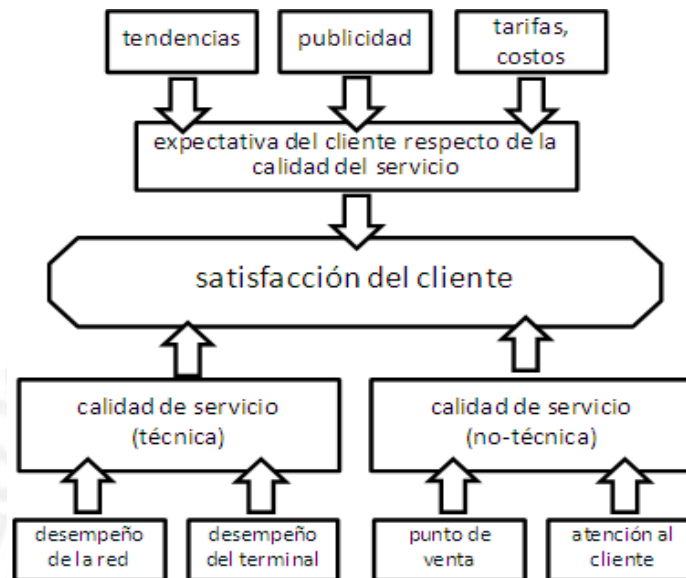 tendencias
publicidad
tarifas,
costos
expectativa del cliente respecto de la
calidad del servicio
satisfacción del cliente
calidad de servicio
(técnica)
calidad de servicio
(no-técnica)
desempeño
de la red
desempeño
del terminal
punto de
venta
atención al
cliente